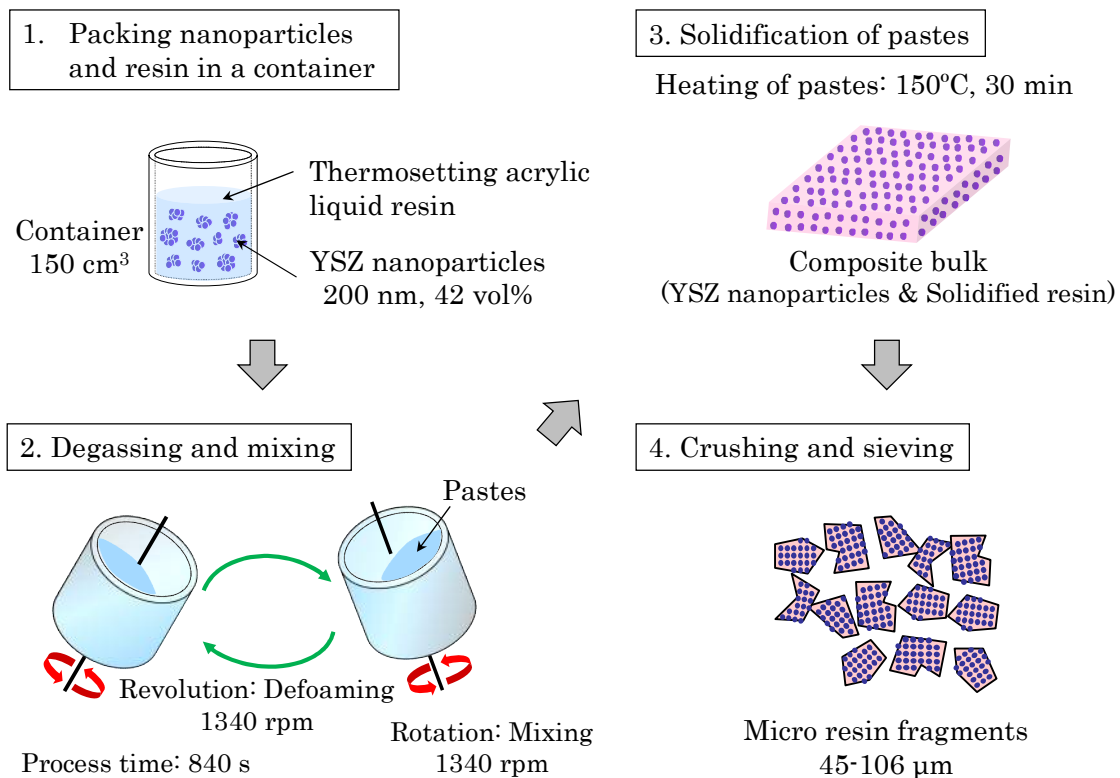 1. Packing nanoparticles
and resin in a container
Thermosetting acrylic
liquid resin
Container
150 cm³
YSZ nanoparticles
200 nm, 42 vol%
2. Degassing and mixing
Pastes
Revolution: Defoaming
1340 rpm
Rotation: Mixing
1340 rpm
Process time: 840 s
3. Solidification of pastes
Heating of pastes: 150ºC, 30 min
Composite bulk
(YSZ nanoparticles & Solidified resin)
4. Crushing and sieving
Micro resin fragments
45-106 µm